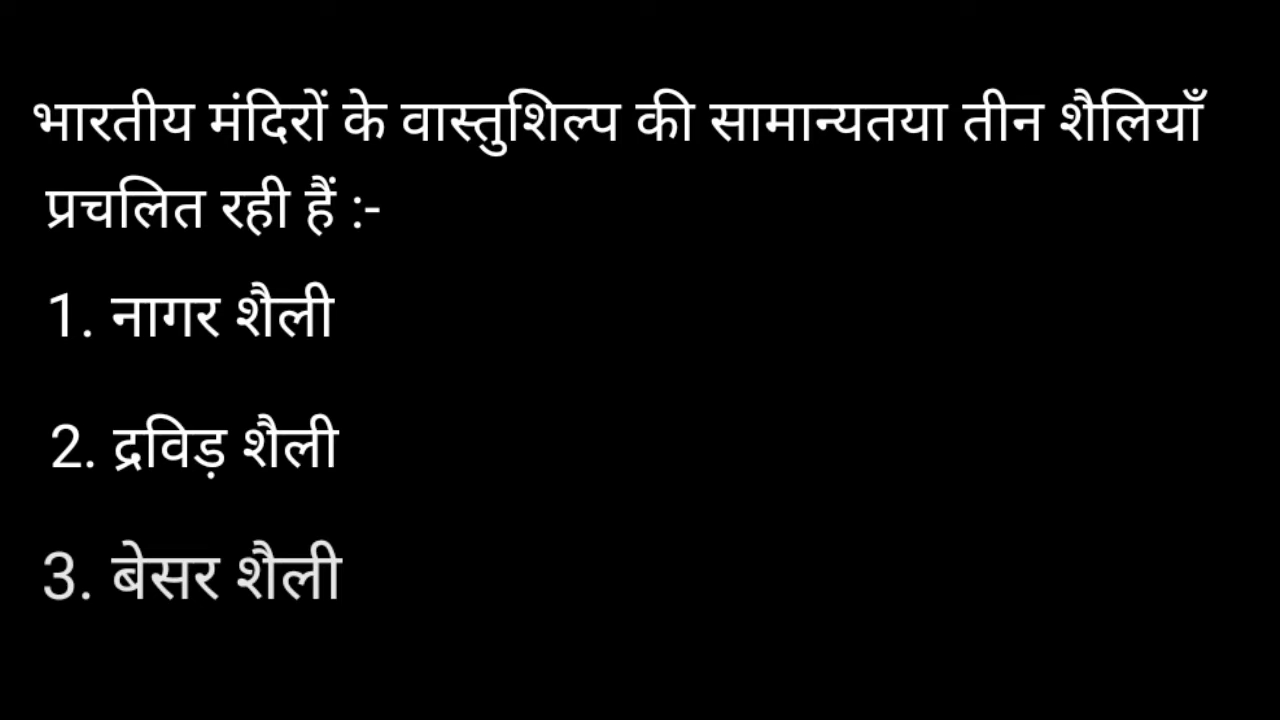 भारतीय मंदिरों के वास्तुशिल्प की सामान्यतया तीन शैलियाँ
प्रचलित रही हैं :-
1. नागर शैली
2. द्रविड़ शैली
3. बेसर शैली